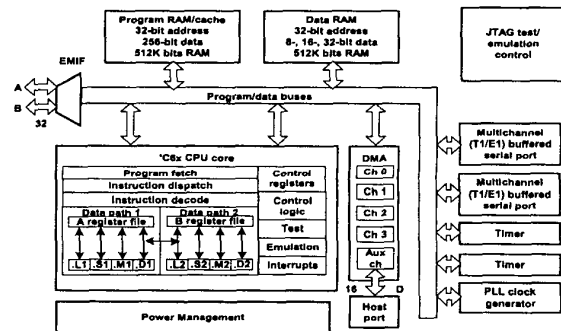 Program RAM/cache
32-bit address
256-bit data
512K bits RAM
Data RAM
32-bit address
8-, 16-, 32-bit data
512K bits RAM
JTAG test/
emulation
control
EMIF
A
B
32
Program/data buses
'C6x CPU core
Program fetch
Instruction dispatch
Instruction decode
Data path 1
A register file
Data path 2
B register file
.L1
.S1
.M1
.D1
.L2
.S2
.M2
.D2
Control
registers
Control
logic
Test
Emulation
Interrupts
DMA
Ch 0
Ch 1
Ch 2
Ch 3
Aux
ch
16
D
Host
port
Multichannel
(T1/E1) buffered
serial port
Multichannel
(T1/E1) buffered
serial port
Timer
Timer
PLL clock
generator
Power Management